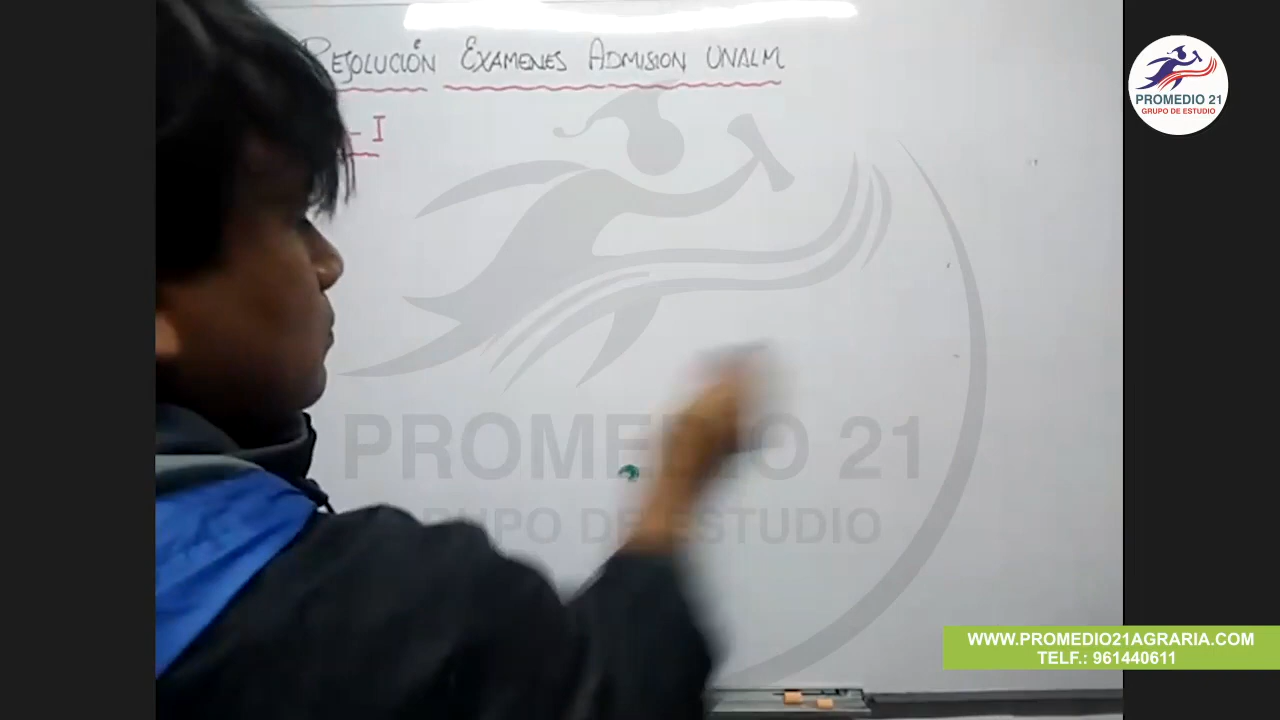 RESOLUCIÓN EXAMENES ADMISION UNALM
- I
PROMEDIO 21
GRUPO DE ESTUDIO
PROMEDIO 21
GRUPO DE ESTUDIO
WWW.PROMEDIO21AGRARIA.COM
TELF.: 961440611